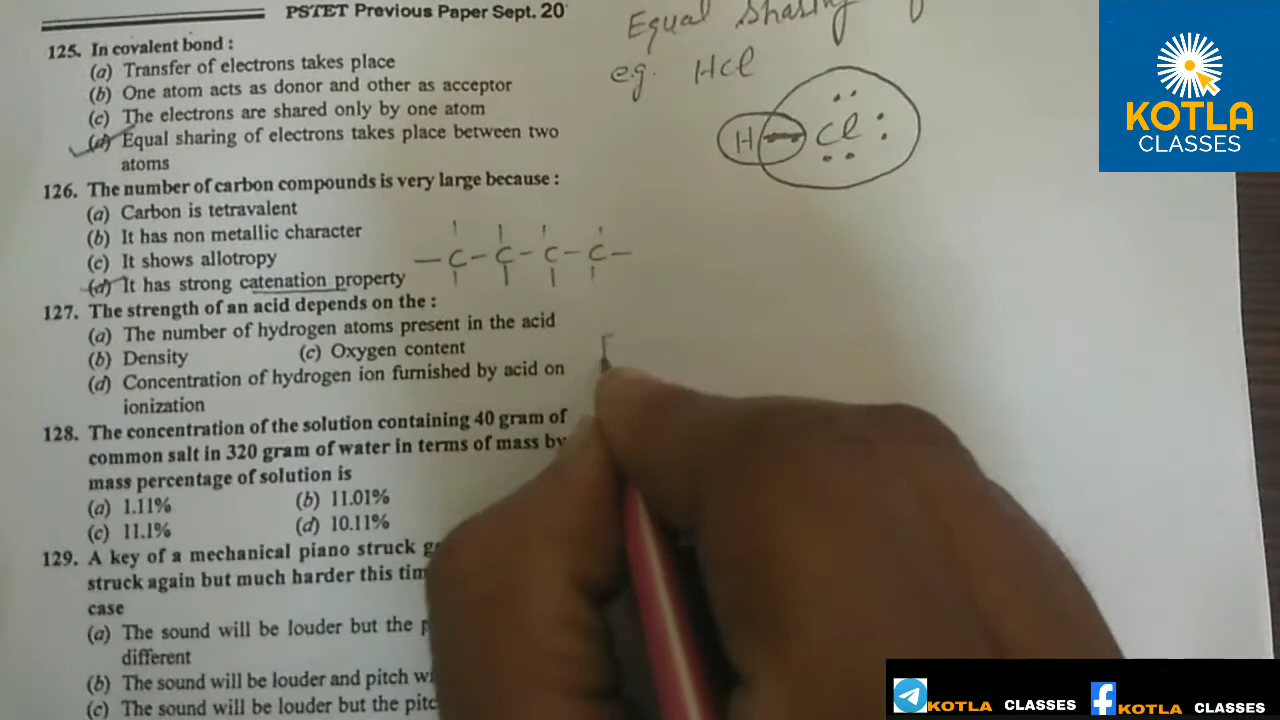 PSTET Previous Paper Sept. 20
125. In covalent bond :
(a) Transfer of electrons takes place
(b) One atom acts as donor and other as acceptor
(c) The electrons are shared only by one atom
(d) Equal sharing of electrons takes place between two
atoms
126. The number of carbon compounds is very large because :
(a) Carbon is tetravalent
(b) It has non metallic character
(c) It shows allotropy
(d) It has strong catenation property
127. The strength of an acid depends on the :
(a) The number of hydrogen atoms present in the acid
(b) Density (c) Oxygen content
(d) Concentration of hydrogen ion furnished by acid on
ionization
128. The concentration of the solution containing 40 gram of
common salt in 320 gram of water in terms of mass by
mass percentage of solution is
(a) 1.11% (b) 11.01%
(c) 11.1% (d) 10.11%
129. A key of a mechanical piano struck
struck again but much harder this
case
(a) The sound will be louder but the
different
(b) The sound will be louder and pitch
(c) The sound will be louder but the
Equal sharing
eg. HCl
H — Cl
— C – C – C – C –
KOTLA
CLASSES
KOTLA CLASSES
KOTLA CLASSES